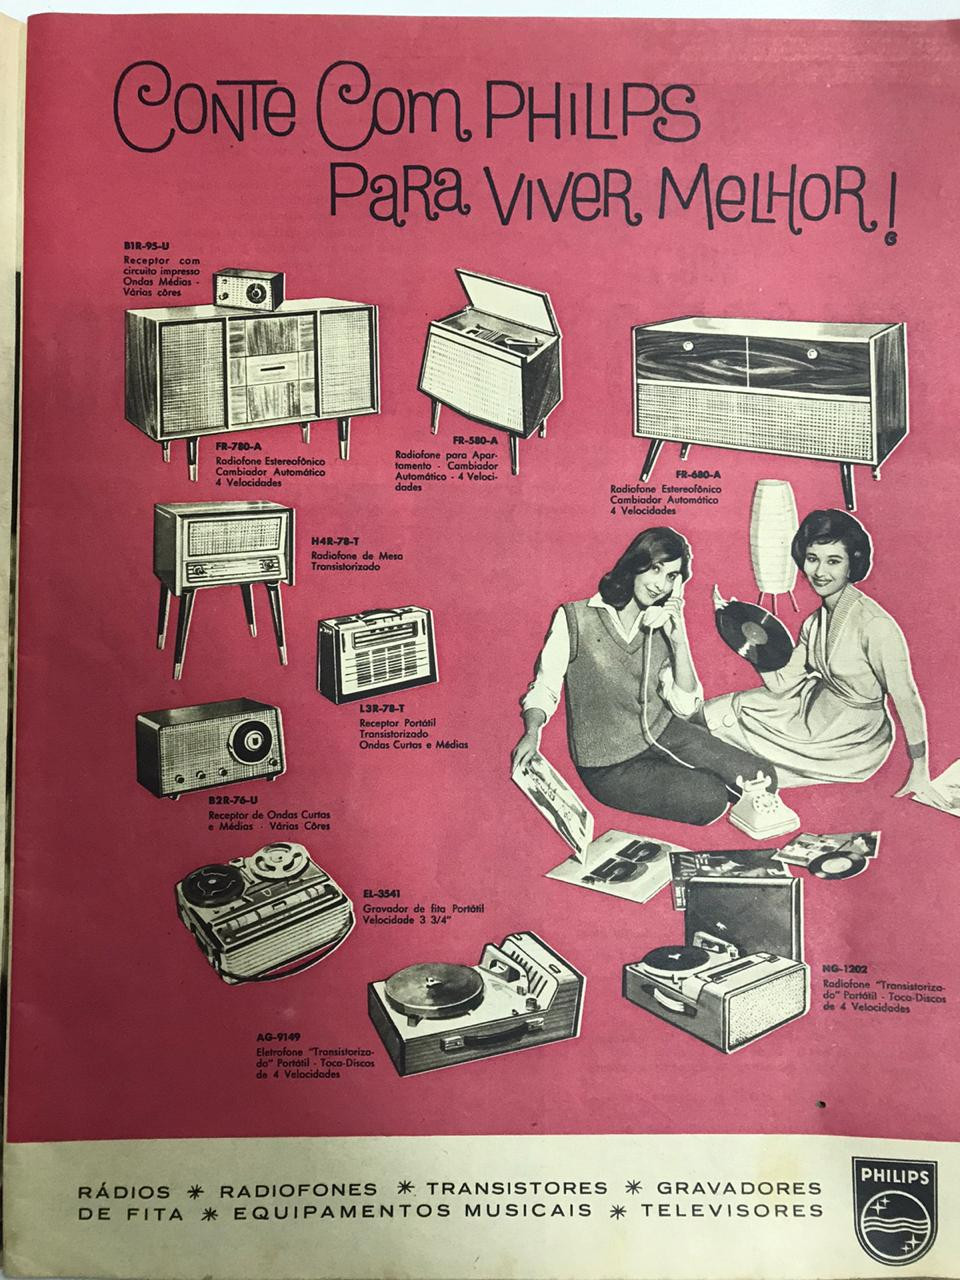 CONTE COM PHILIPS
PARA VIVER MELHOR!
B1R-95-U
Receptor com
circuito impresso
Ondas Médias -
Várias côres
FR-780-A
Radiofone Estereofônico
Cambiador Automático
4 Velocidades
FR-580-A
Radiofone para Apar-
tamento - Cambiador
Automático - 4 Veloci-
dades
FR-680-A
Radiofone Estereofônico
Cambiador Automático
4 Velocidades
H4R-78-T
Radiofone de Mesa
Transistorizado
L3R-78-T
Receptor Portátil
Transistorizado
Ondas Curtas e Médias
B2R-76-U
Receptor de Ondas Curtas
e Médias - Várias Côres
55
EL-3541
Gravador de fita Portátil
Velocidade 3 3/4"
NG-1202
Radiofone "Transistoriza-
do" Portátil - Toca-Discos
de 4 Velocidades
AG-9149
Eletrofone "Transistoriza-
do" Portátil - Toca-Discos
de 4 Velocidades
RÁDIOS * RADIOFONES * TRANSISTORES * GRAVADORES
DE FITA * EQUIPAMENTOS MUSICAIS * TELEVISORES
PHILIPS